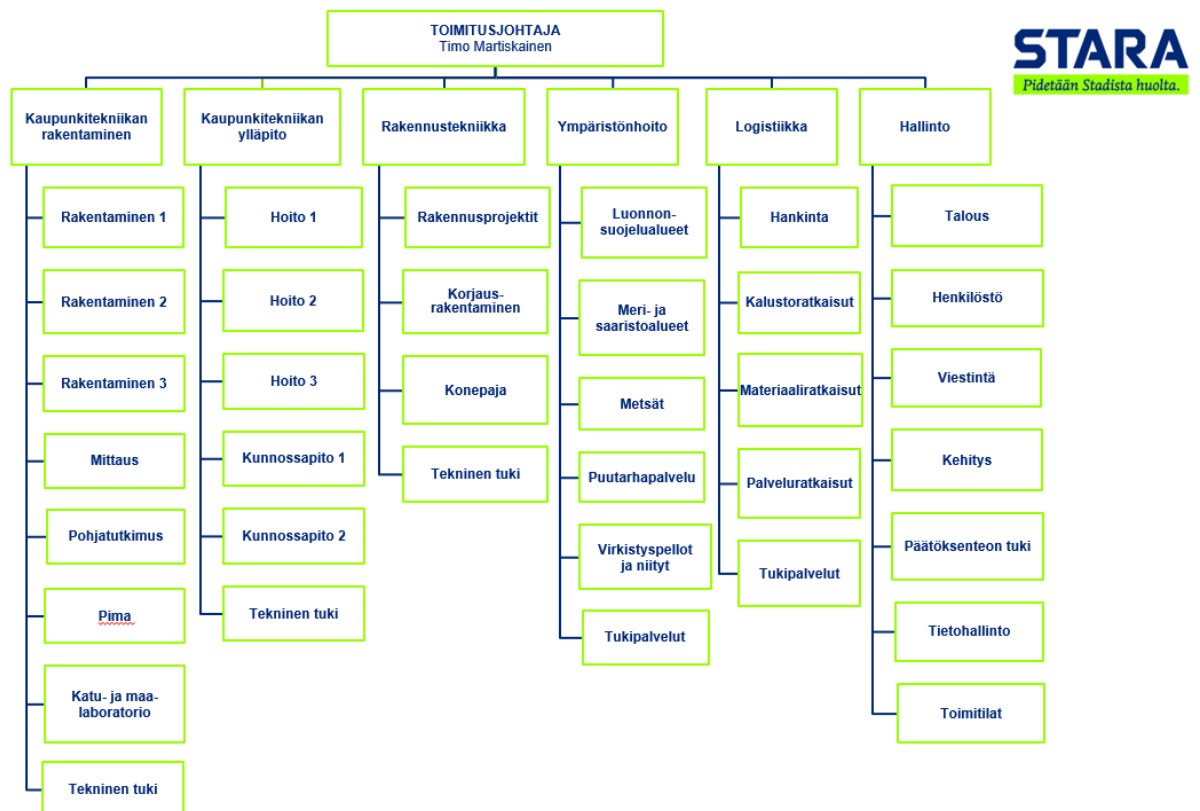 TOIMITUSJOHTAJA
Timo Martiskainen
STARA
Pidetään Stadista huolta.
Kaupunkitekniikan
rakentaminen
Rakentaminen 1
Rakentaminen 2
Rakentaminen 3
Mittaus
Pohjatutkimus
Pima
Katu- ja maa-
laboratorio
Tekninen tuki
Kaupunkitekniikan
ylläpito
Hoito 1
Hoito 2
Hoito 3
Kunnossapito 1
Kunnossapito 2
Tekninen tuki
Rakennustekniikka
Rakennusprojektit
Korjaus-
rakentaminen
Konepaja
Tekninen tuki
Ympäristönhoito
Luonnon-
suojelualueet
Meri- ja
saaristoalueet
Metsät
Puutarhapalvelu
Virkistyspellot
ja niityt
Tukipalvelut
Logistiikka
Hankinta
Kalustoratkaisut
Materiaaliratkaisut
Palveluratkaisut
Tukipalvelut
Hallinto
Talous
Henkilöstö
Viestintä
Kehitys
Päätöksenteon tuki
Tietohallinto
Toimitilat